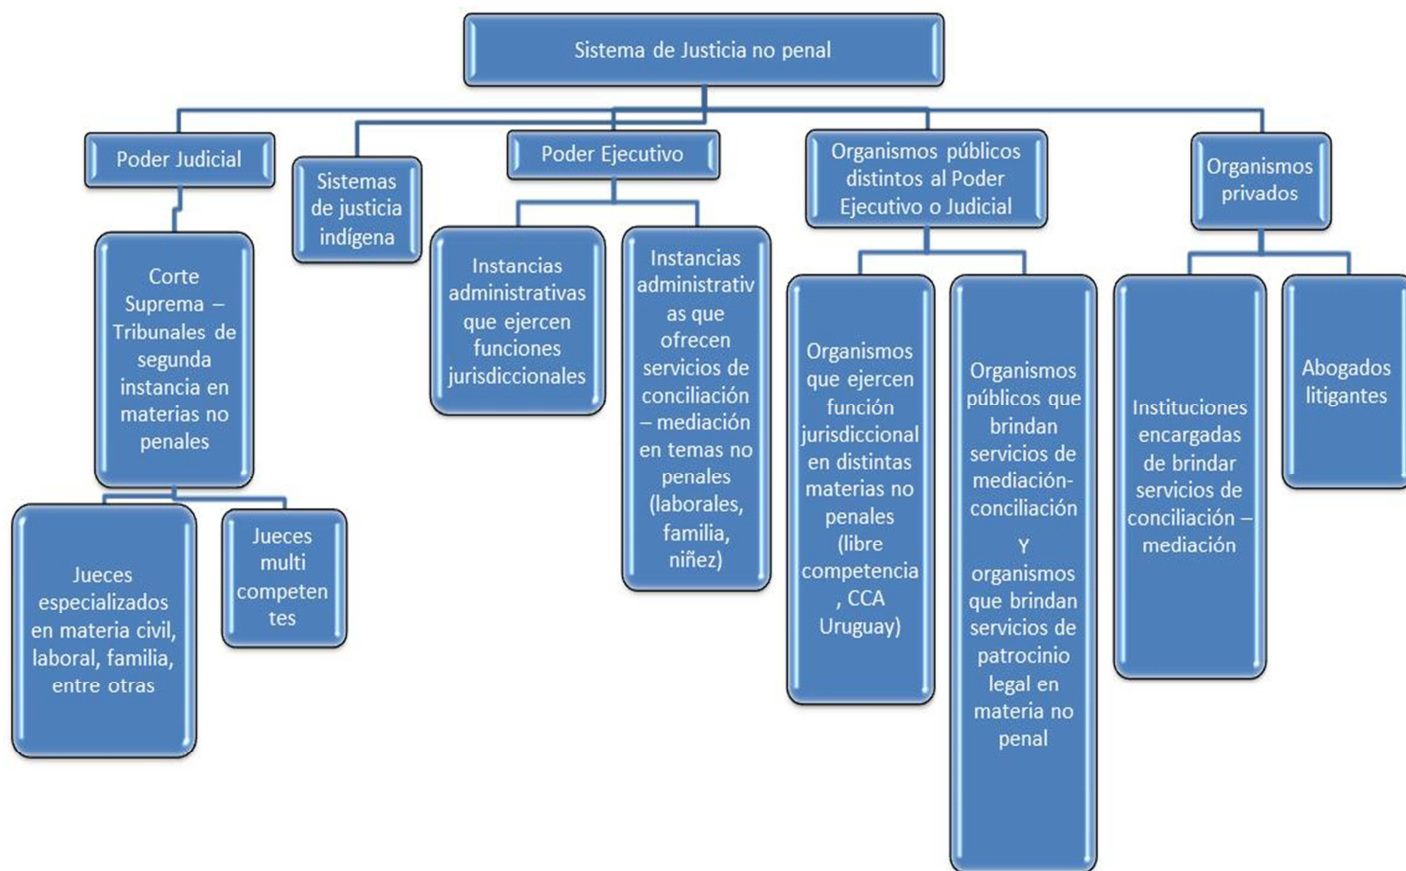 Sistema de Justicia no penal
Poder Judicial
Sistemas
de justicia
indígena
Poder Ejecutivo
Organismos públicos
distintos al Poder
Ejecutivo o Judicial
Organismos
privados
Corte
Suprema –
Tribunales de
segunda
instancia en
materias no
penales
Jueces
especializados
en materia civil,
laboral, familia,
entre otras
Jueces
multi
competen
tes
Instancias
administrativas
que ejercen
funciones
jurisdiccionales
Instancias
administrativ
as que
ofrecen
servicios de
conciliación
– mediación
en temas no
penales
(laborales,
familia,
niñez)
Organismos
que ejercen
función
jurisdiccional
en distintas
materias no
penales
(libre
competencia
, CCA
Uruguay)
Organismos
públicos que
brindan
servicios de
mediación-
conciliación
Y
organismos
que brindan
servicios de
patrocinio
legal en
materia no
penal
Instituciones
encargadas
de brindar
servicios de
conciliación –
mediación
Abogados
litigantes